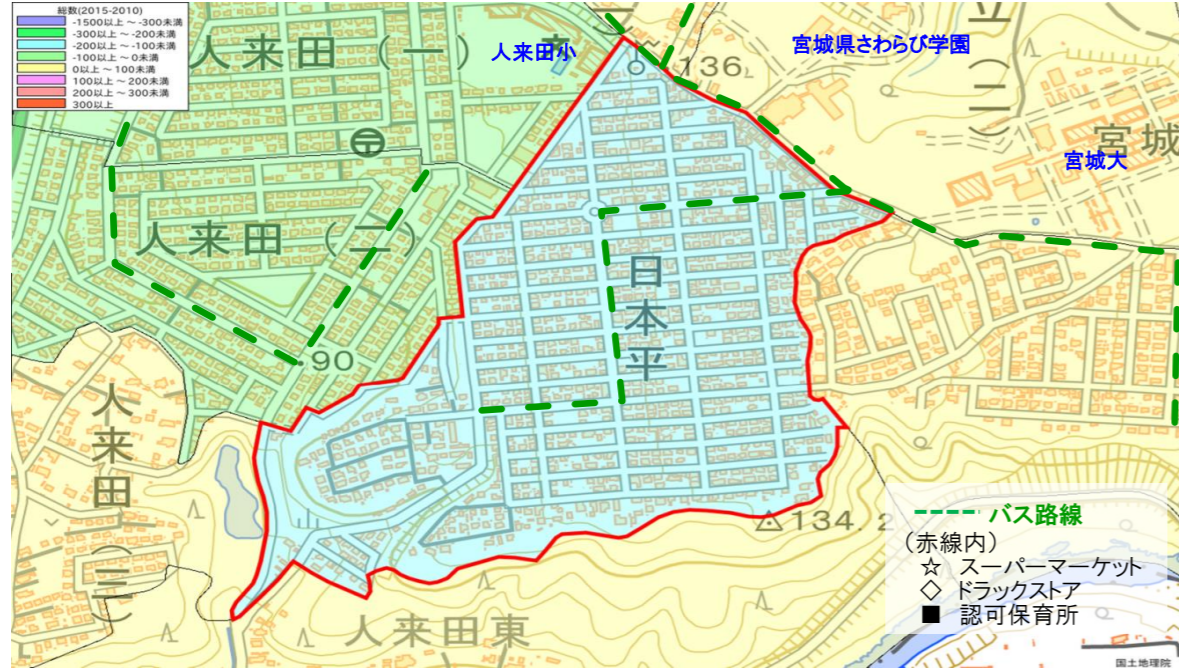 総数(2015-2010)
-1500以上 ~ -300未満
-300以上 ~ -200未満
-200以上 ~ -100未満
-100以上 ~ 0未満
0以上 ~ 100未満
100以上 ~ 200未満
200以上 ~ 300未満
300以上
人来田(一)
人来田小
136
宮城県さわらび学園
立(二)
宮城
宮城大
人来田(二)
日本平
90
人来田(三)
134.2
人来田東
バス路線
(赤線内)
☆ スーパーマーケット
◇ ドラックストア
■ 認可保育所
国土地理院